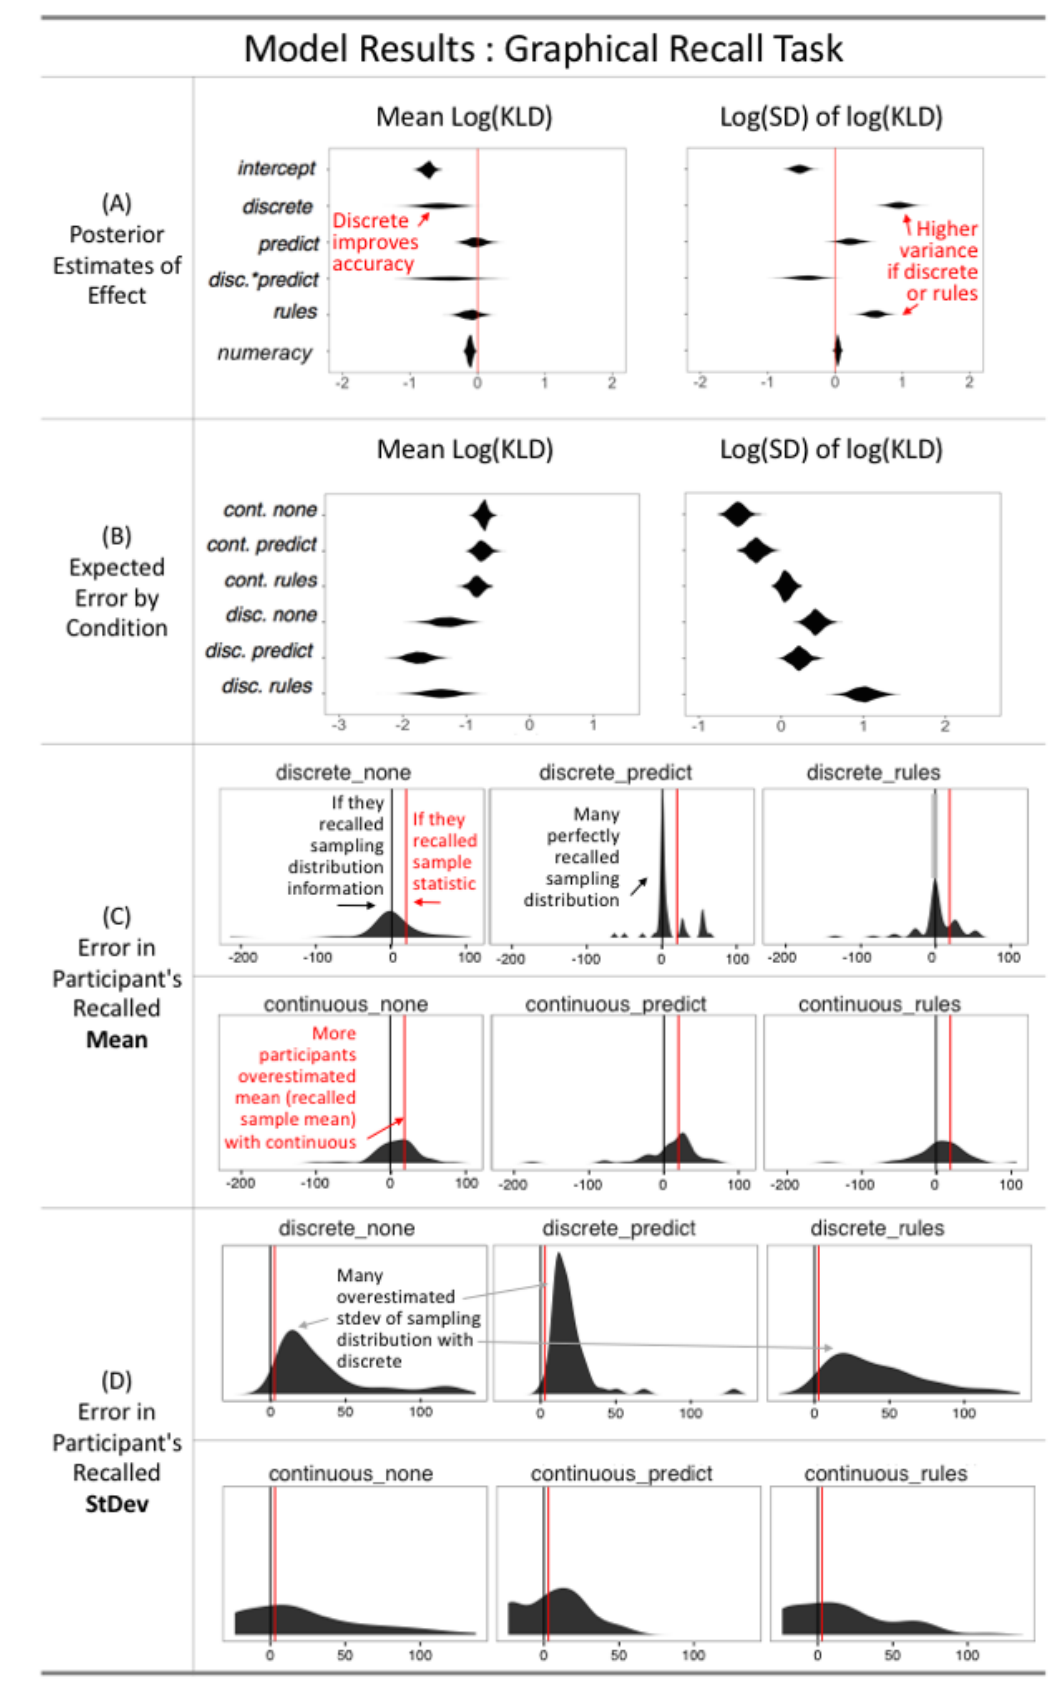 Model Results : Graphical Recall Task
(A)
Posterior
Estimates of
Effect
Mean Log(KLD)
intercept
discrete
predict
disc.*predict
rules
numeracy
Discrete
improves
accuracy
-2 -1 0 1 2
Log(SD) of log(KLD)
Higher
variance
if discrete
or rules
-2 -1 0 1 2
(B)
Expected
Error by
Condition
Mean Log(KLD)
cont. none
cont. predict
cont. rules
disc. none
disc. predict
disc. rules
-3 -2 -1 0 1
Log(SD) of log(KLD)
-1 0 1 2
(C)
Error in
Participant's
Recalled
Mean
discrete_none
If they
recalled
sampling
distribution
information
If they
recalled
sample
statistic
-200 -100 0 100
discrete_predict
Many
perfectly
recalled
sampling
distribution
-200 -100 0 100
discrete_rules
-200 -100 0 100
continuous_none
More
participants
overestimated
mean (recalled
sample mean)
with continuous
-200 -100 0 100
continuous_predict
-200 -100 0 100
continuous_rules
-200 -100 0 100
(D)
Error in
Participant's
Recalled
StDev
discrete_none
Many
overestimated
stdev of sampling
distribution with
discrete
0 50 100
discrete_predict
0 50 100
discrete_rules
0 50 100
continuous_none
0 50 100
continuous_predict
0 50 100
continuous_rules
0 50 100